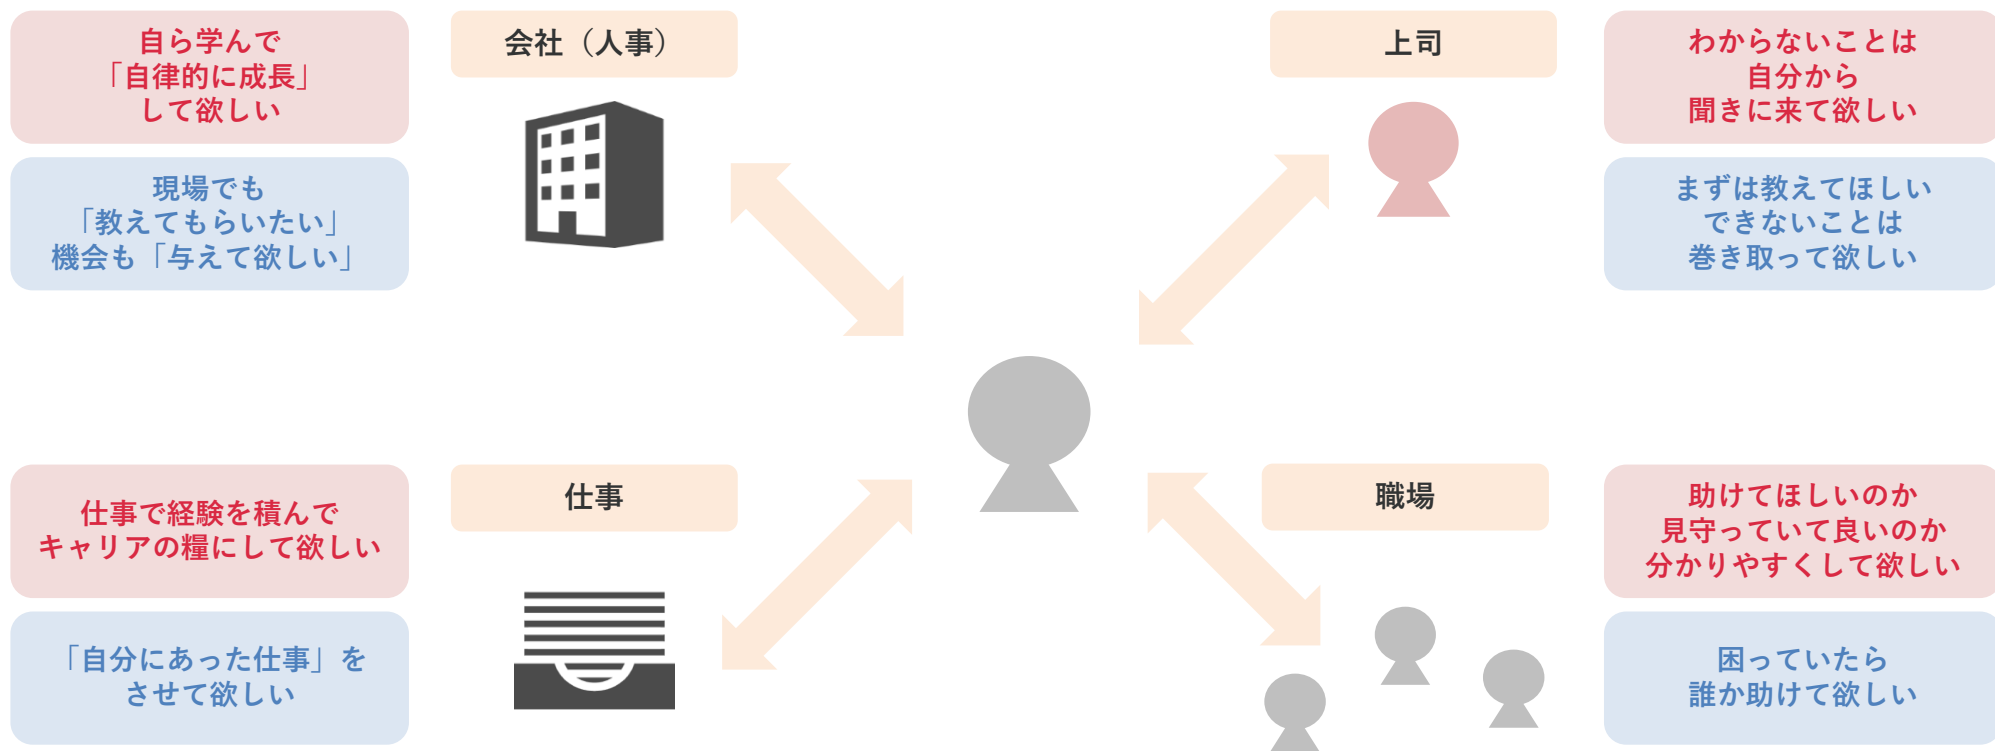 自ら学んで
「自律的に成長」
して欲しい
会社（人事）
上司
わからないことは
自分から
聞きに来て欲しい
現場でも
「教えてもらいたい」
機会も「与えて欲しい」
まずは教えてほしい
できないことは
巻き取って欲しい
仕事で経験を積んで
キャリアの糧にして欲しい
仕事
職場
助けてほしいのか
見守っていて良いのか
分かりやすくして欲しい
「自分にあった仕事」を
させて欲しい
困っていたら
誰か助けて欲しい